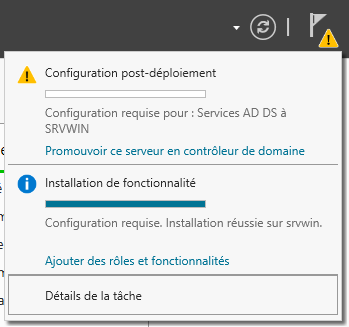 Configuration post-déploiement
Configuration requise pour : Services AD DS à
SRVWIN
Promouvoir ce serveur en contrôleur de domaine
Installation de fonctionnalité
Configuration requise. Installation réussie sur srvwin.
Ajouter des rôles et fonctionnalités
Détails de la tâche